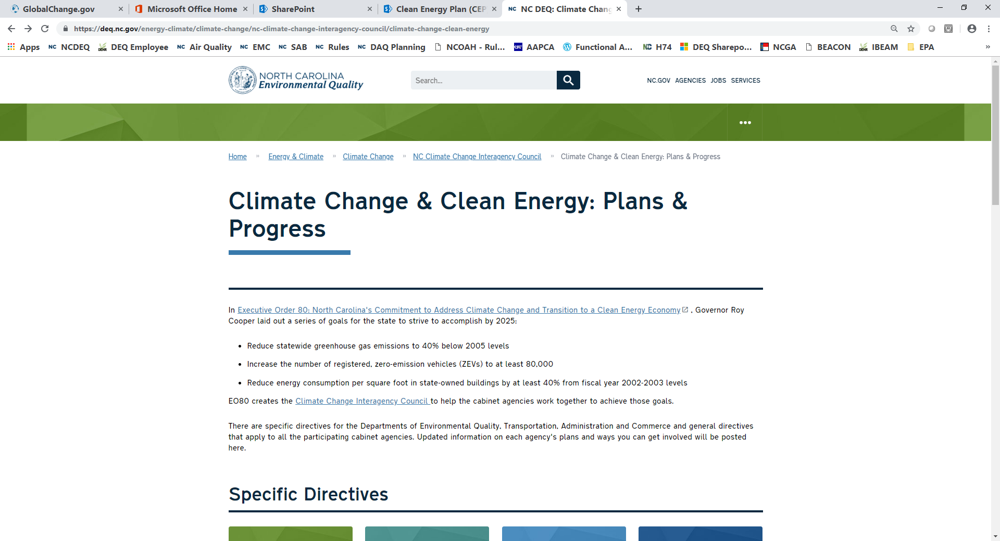 GlobalChange.gov
Microsoft Office Home
SharePoint
Clean Energy Plan (CEP
NC DEQ: Climate Chang
https://deq.nc.gov/energy-climate/climate-change/nc-climate-change-interagency-council/climate-change-clean-energy
Apps NC NCDEQ DENR DEQ Employee NC Air Quality NC EMC NC SAB NC Rules NC DAQ Planning NCOAH - Rul... CSG AAPCA Functional A... H74 DEQ Sharepo... NCGA BEACON DENR IBEAM EPA »
NORTH CAROLINA
Environmental Quality
Search...
NC.GOV AGENCIES JOBS SERVICES
Home » Energy & Climate » Climate Change » NC Climate Change Interagency Council » Climate Change & Clean Energy: Plans & Progress
Climate Change & Clean Energy: Plans &
Progress
In Executive Order 80: North Carolina's Commitment to Address Climate Change and Transition to a Clean Energy Economy , Governor Roy
Cooper laid out a series of goals for the state to strive to accomplish by 2025:
• Reduce statewide greenhouse gas emissions to 40% below 2005 levels
• Increase the number of registered, zero-emission vehicles (ZEVs) to at least 80,000
• Reduce energy consumption per square foot in state-owned buildings by at least 40% from fiscal year 2002-2003 levels
EO80 creates the Climate Change Interagency Council to help the cabinet agencies work together to achieve those goals.
There are specific directives for the Departments of Environmental Quality, Transportation, Administration and Commerce and general directives
that apply to all the participating cabinet agencies. Updated information on each agency's plans and ways you can get involved will be posted
here.
Specific Directives